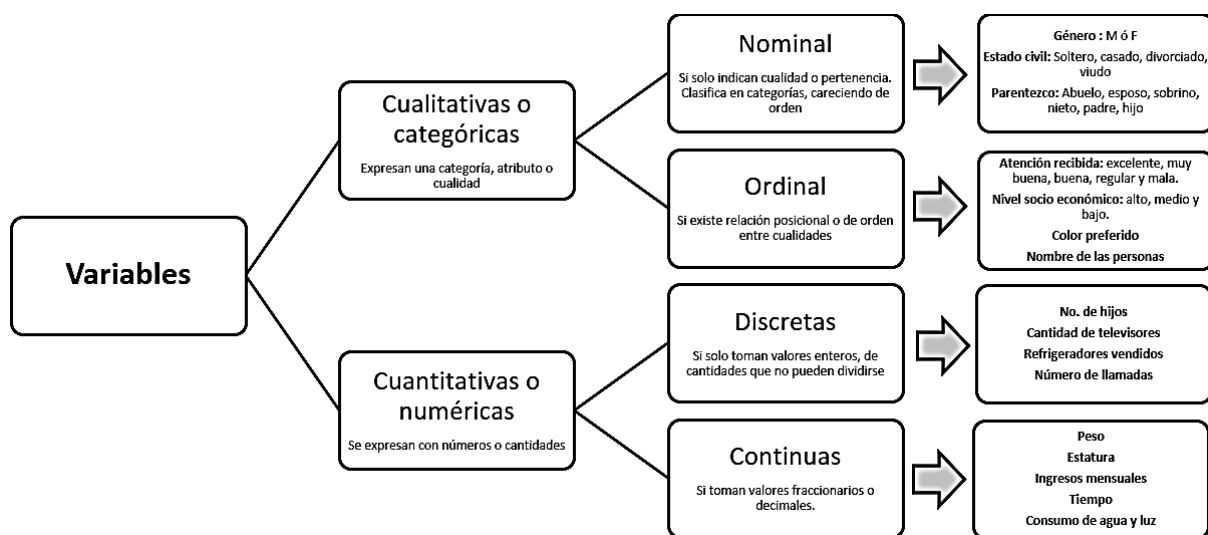 Variables
Cualitativas o
categóricas
Expresan una categoría, atributo o
cualidad
Cuantitativas o
numéricas
Se expresan con números o cantidades
Nominal
Si solo indican cualidad o pertenencia.
Clasifica en categorías, careciendo de
orden
Género : M ó F
Estado civil: Soltero, casado, divorciado,
viudo
Parentezco: Abuelo, esposo, sobrino,
nieto, padre, hijo
Ordinal
Si existe relación posicional o de orden
entre cualidades
Atención recibida: excelente, muy
buena, buena, regular y mala.
Nivel socio económico: alto, medio y
bajo.
Color preferido
Nombre de las personas
Discretas
Si solo toman valores enteros, de
cantidades que no pueden dividirse
No. de hijos
Cantidad de televisores
Refrigeradores vendidos
Número de llamadas
Continuas
Si toman valores fraccionarios o
decimales.
Peso
Estatura
Ingresos mensuales
Tiempo
Consumo de agua y luz